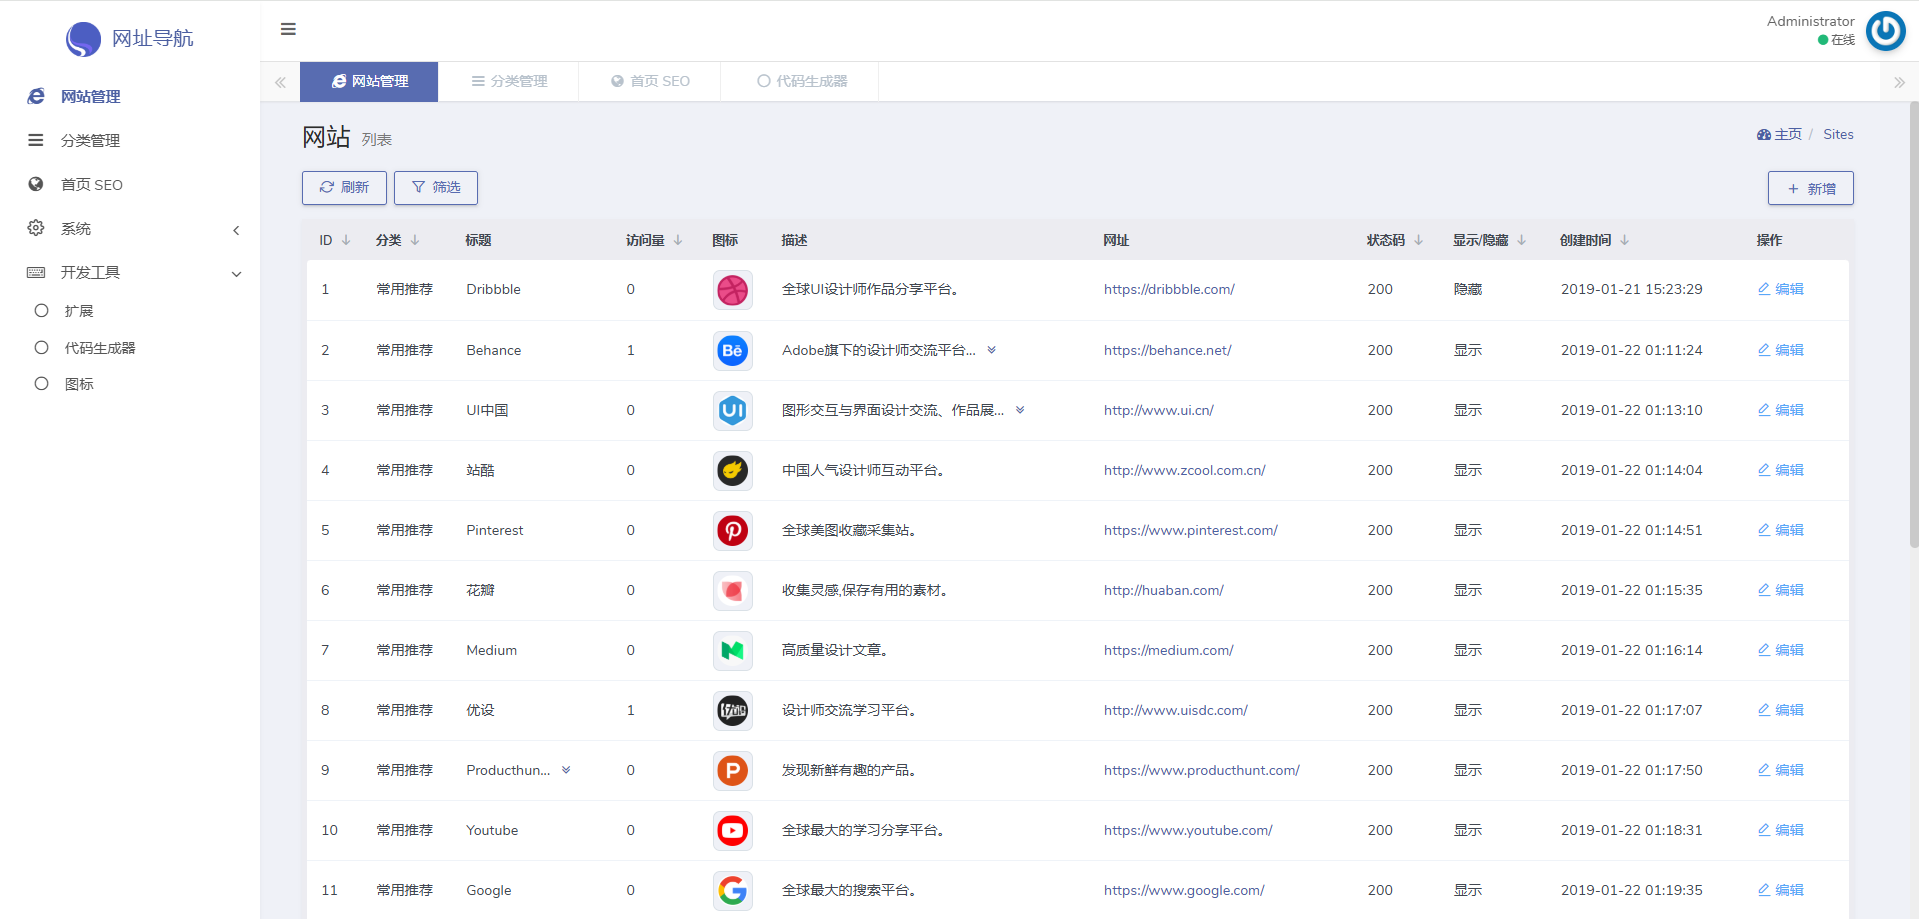 网址导航
Administrator
在线
网站管理
分类管理
首页 SEO
系统
开发工具
扩展
代码生成器
图标
网站管理 分类管理 首页 SEO 代码生成器
网站 列表
主页 / Sites
刷新 筛选 新增
ID 分类 标题 访问量 图标 描述 网址 状态码 显示/隐藏 创建时间 操作
1 常用推荐 Dribbble 0 全球UI设计师作品分享平台。 https://dribbble.com/ 200 隐藏 2019-01-21 15:23:29 编辑
2 常用推荐 Behance 1 Bē Adobe旗下的设计师交流平台... https://behance.net/ 200 显示 2019-01-22 01:11:24 编辑
3 常用推荐 UI中国 0 UI 图形交互与界面设计交流、作品展... http://www.ui.cn/ 200 显示 2019-01-22 01:13:10 编辑
4 常用推荐 站酷 0 中国人气设计师互动平台。 http://www.zcool.com.cn/ 200 显示 2019-01-22 01:14:04 编辑
5 常用推荐 Pinterest 0 全球美图收藏采集站。 https://www.pinterest.com/ 200 显示 2019-01-22 01:14:51 编辑
6 常用推荐 花瓣 0 收集灵感,保存有用的素材。 http://huaban.com/ 200 显示 2019-01-22 01:15:35 编辑
7 常用推荐 Medium 0 高质量设计文章。 https://medium.com/ 200 显示 2019-01-22 01:16:14 编辑
8 常用推荐 优设 1 设计师交流学习平台。 http://www.uisdc.com/ 200 显示 2019-01-22 01:17:07 编辑
9 常用推荐 Producthun... 0 P 发现新鲜有趣的产品。 https://www.producthunt.com/ 200 显示 2019-01-22 01:17:50 编辑
10 常用推荐 Youtube 0 全球最大的学习分享平台。 https://www.youtube.com/ 200 显示 2019-01-22 01:18:31 编辑
11 常用推荐 Google 0 G 全球最大的搜索平台。 https://www.google.com/ 200 显示 2019-01-22 01:19:35 编辑